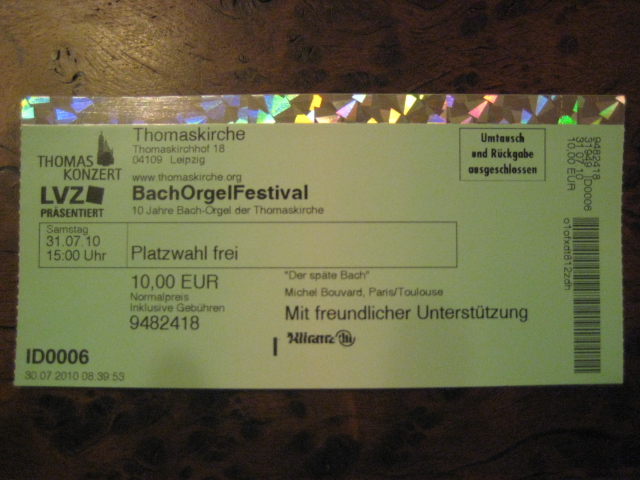 Thomaskirche
Thomaskirchhof 18
04109 Leipzig
www.thomaskirche.org
THOMAS
KONZERT
LVZ
PRÄSENTIERT
BachOrgelFestival
10 Jahre Bach-Orgel der Thomaskirche
Umtausch
und Rückgabe
ausgeschlossen
Samstag
31.07.10
15:00 Uhr
Platzwahl frei
10,00 EUR
Normalpreis
inklusive Gebühren
9482418
"Der späte Bach"
Michel Bouvard, Paris/Toulouse
Mit freundlicher Unterstützung
Allianz
ID0006
30.07.2010 08:39:53
9482418
31949 ID0006
31.07.10
10,00 EUR